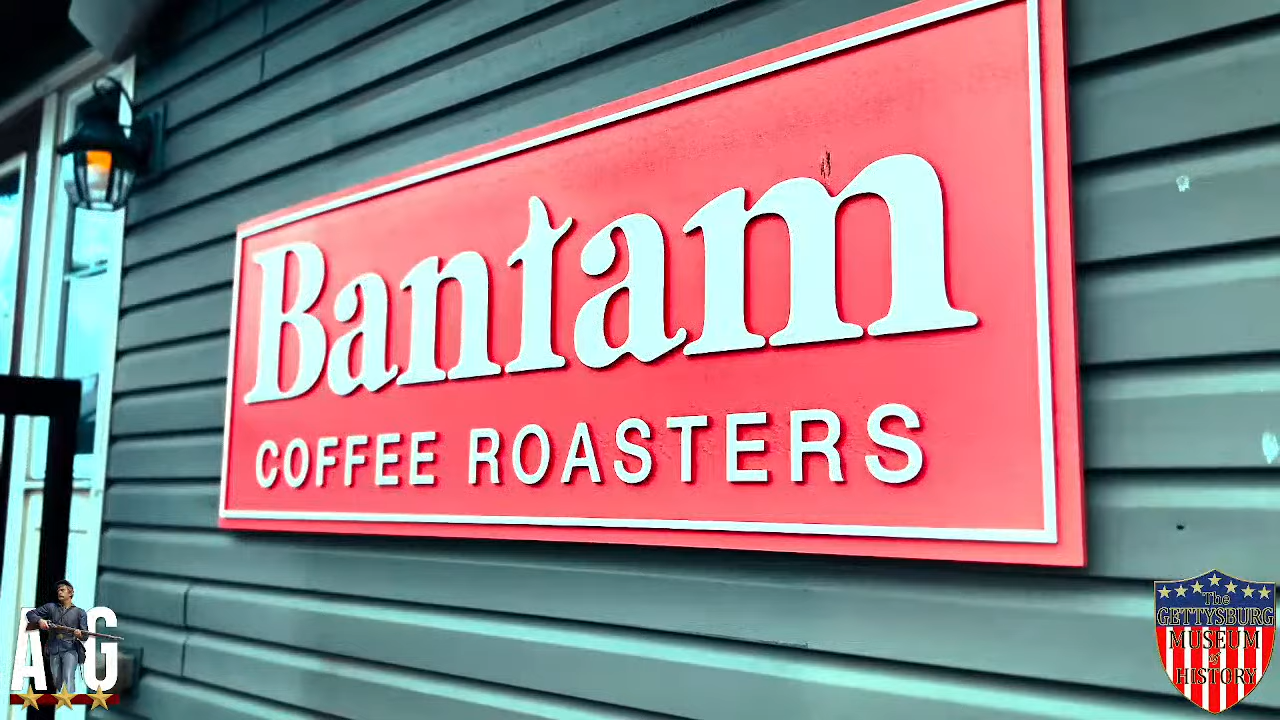 Bantam
COFFEE ROASTERS
AG
The
GETTYSBURG
MUSEUM
of
HISTORY